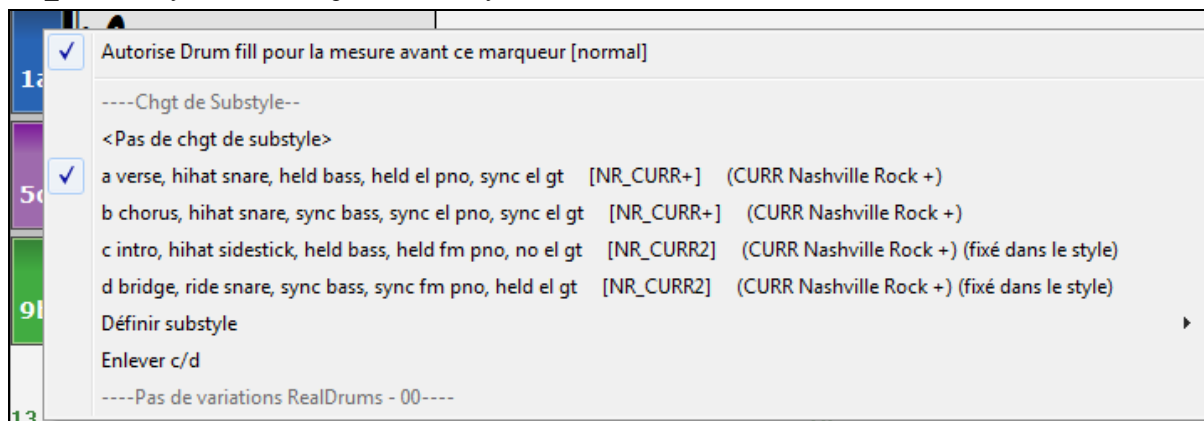 Autorise Drum fill pour la mesure avant ce marqueur [normal]
1a
----Chgt de Substyle--
<Pas de chgt de substyle>
a verse, hihat snare, held bass, held el pno, sync el gt [NR_CURR+] (CURR Nashville Rock +)
b chorus, hihat snare, sync bass, sync el pno, sync el gt [NR_CURR+] (CURR Nashville Rock +)
c intro, hihat sidestick, held bass, held fm pno, no el gt [NR_CURR2] (CURR Nashville Rock +) (fixé dans le style)
d bridge, ride snare, sync bass, sync fm pno, held el gt [NR_CURR2] (CURR Nashville Rock +) (fixé dans le style)
Définir substyle
Enlever c/d
----Pas de variations RealDrums - 00----
13